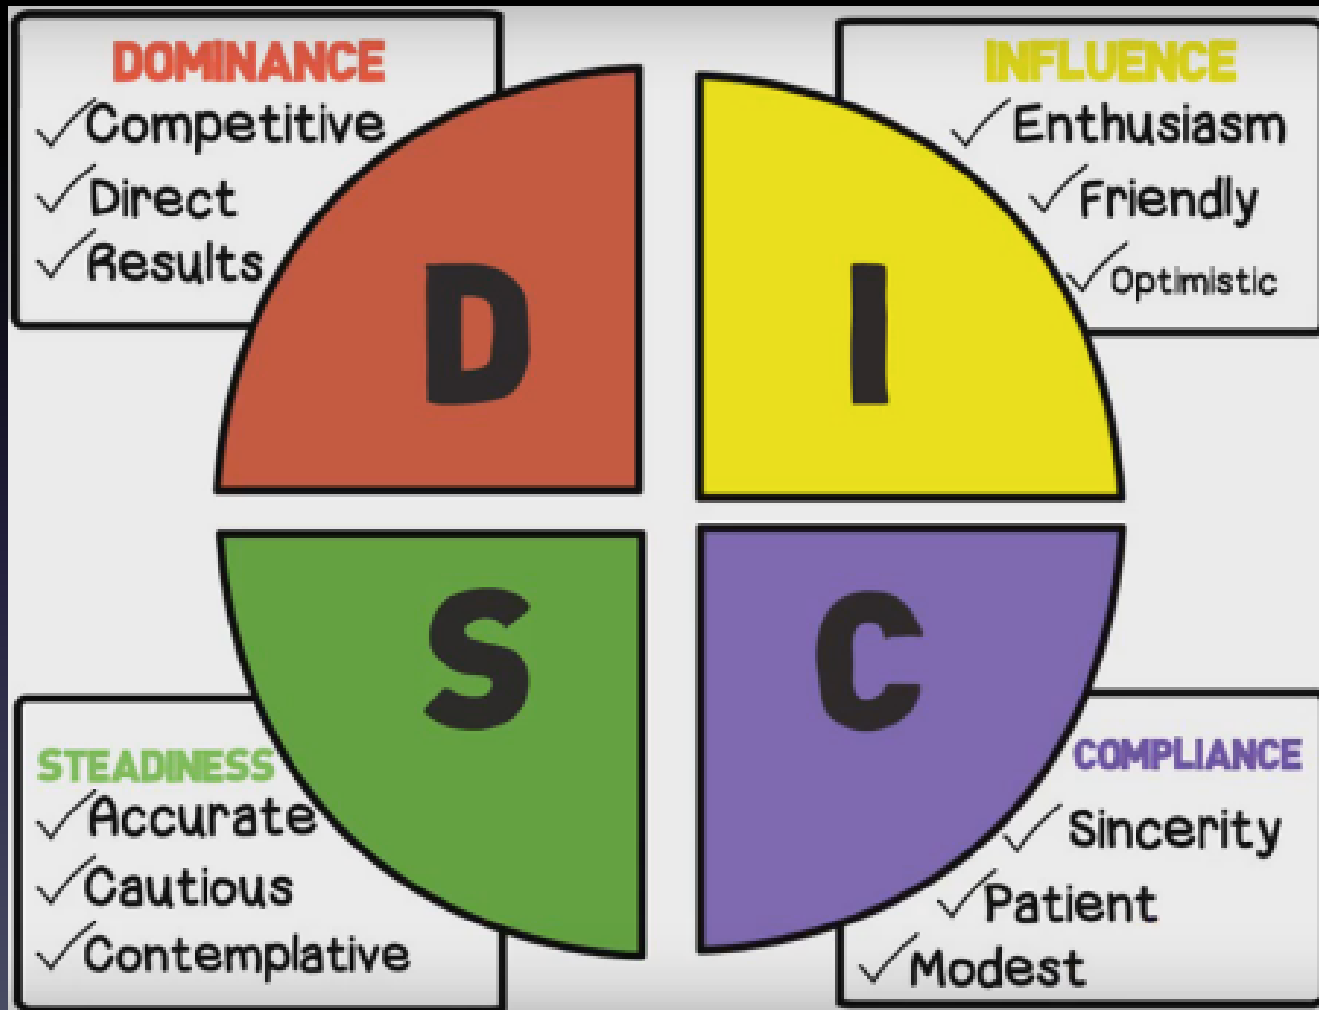 DOMINANCE
Competitive
Direct
Results
D
INFLUENCE
Enthusiasm
Friendly
Optimistic
I
S
STEADINESS
Accurate
Cautious
Contemplative
C
COMPLIANCE
Sincerity
Patient
Modest